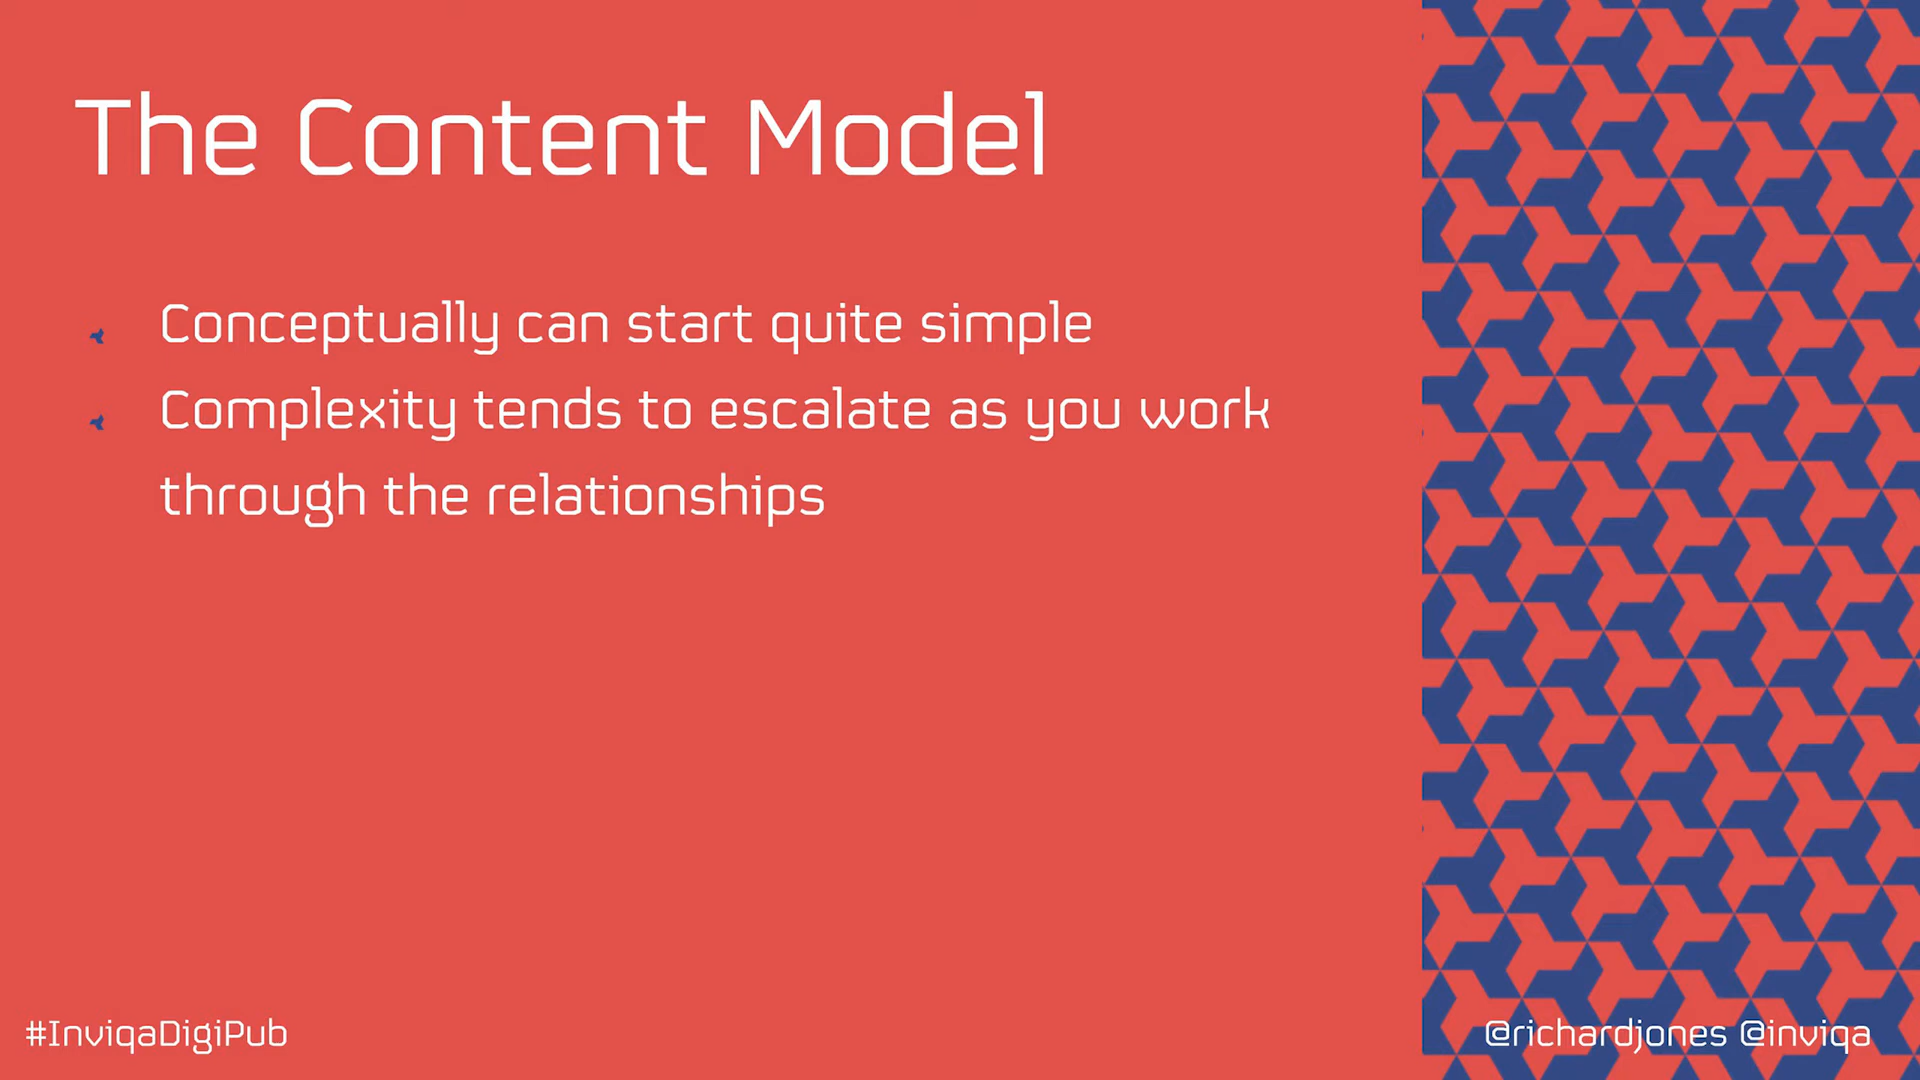 The Content Model
Conceptually can start quite simple
Complexity tends to escalate as you work
through the relationships
#InviqaDigiPub
@richardjones @inviqa